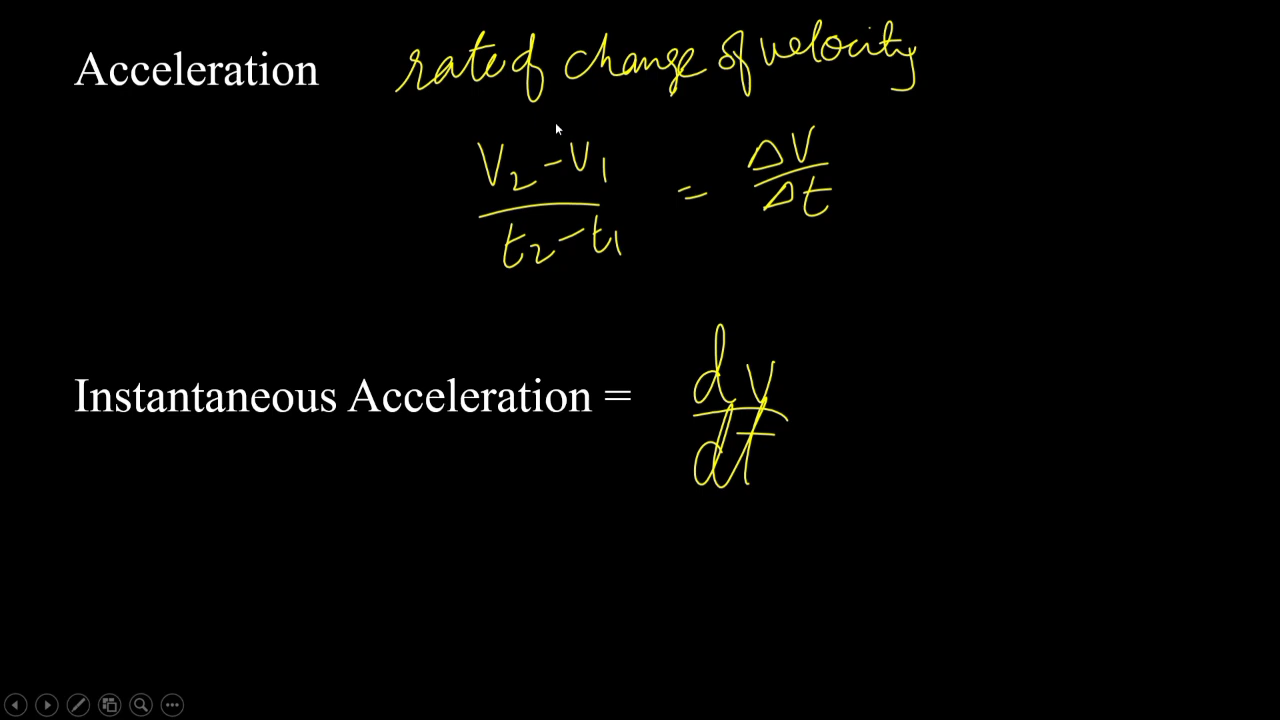 Acceleration rate of change of velocity
V₂ - V₁ / t₂ - t₁ = ΔV / Δt
Instantaneous Acceleration = dv / dt